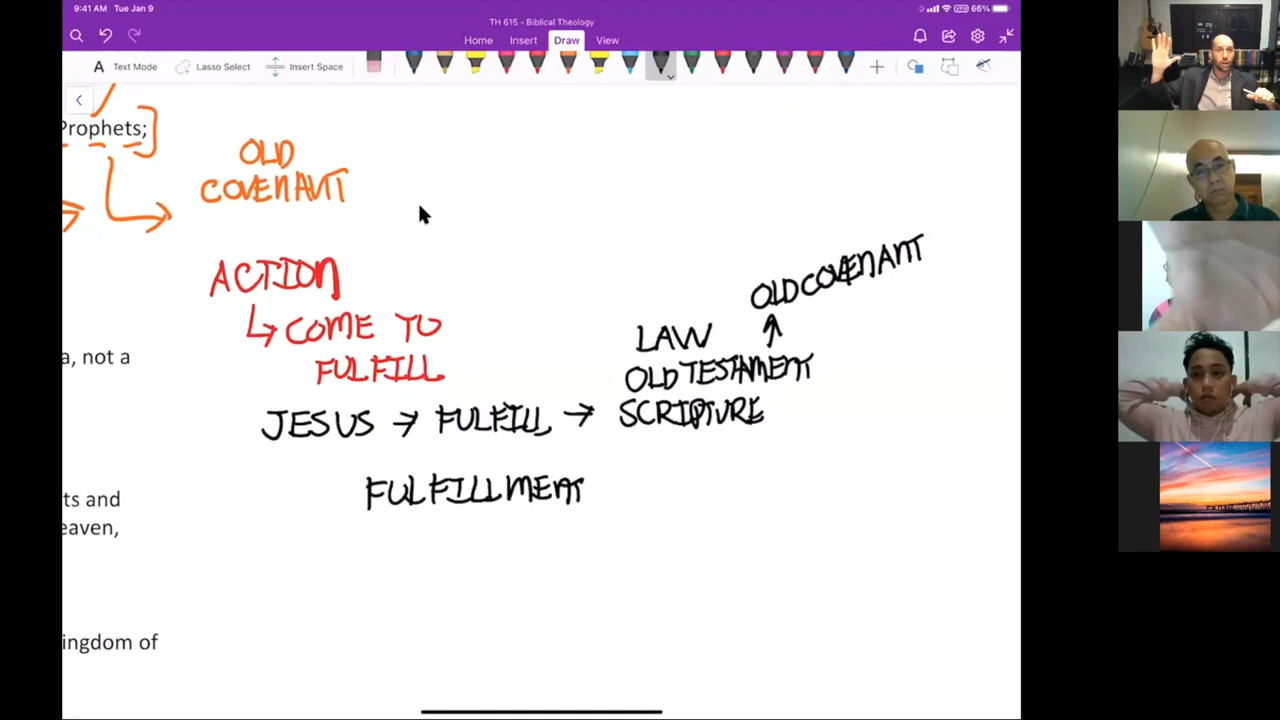 9:41 AM Tue Jan 9
66%
TH 615 - Biblical Theology
Home Insert Draw View
A Text Mode Lasso Select Insert Space
Prophets;
OLD
COVENANT
ACTION
↳ COME TO
FULFILL
OLD COVENANT
LAW ↑
OLD TESTAMENT
JESUS → FULFILL → SCRIPTURE
FULFILLMENT
a, not a
ts and
eaven,
ingdom of